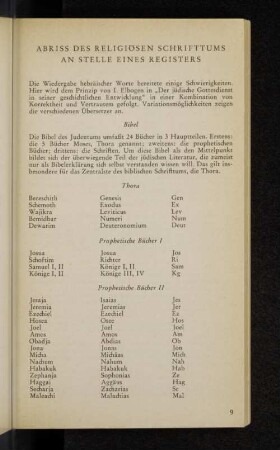 ABRISS DES RELIGIÖSEN SCHRIFTTUMS
AN STELLE EINES REGISTERS
Die Wiedergabe hebräischer Worte bereitete einige Schwierigkeiten.
Hier wird dem Prinzip von I. Elbogen in „Der jüdische Gottesdienst
in seiner geschichtlichen Entwicklung“ in einer Kombination von
Korrektheit und Vertrautem gefolgt. Variationsmöglichkeiten zeigen
die verschiedenen Übersetzer an.
Bibel
Die Bibel des Judentums umfaßt 24 Bücher in 3 Hauptteilen. Erstens:
die 5 Bücher Moses, Thora genannt; zweitens: die prophetischen
Bücher; drittens: die Schriften. Um diese Bibel als den Mittelpunkt
bildet sich der überwiegende Teil der jüdischen Literatur, die zumeist
nur als Bibelerklärung sich selbst verstanden wissen will. Das gilt ins-
besondere für das Zentralste des biblischen Schrifttums, die Thora.
Thora
Bereschith Genesis Gen
Schemoth Exodus Ex
Wajikra Leviticus Lev
Bemidbar Numeri Num
Dewarim Deuteronomium Deut
Prophetische Bücher I
Josua Josua Jos
Schoftim Richter Ri
Samuel I, II Könige I, II Sam
Könige I, II Könige III, IV Kg
Prophetische Bücher II
Jesaja Isaias Jes
Jeremia Jeremias Jer
Ezechiel Ezechiel Ez
Hosea Osee Hos
Joel Joel Joel
Amos Amos Am
Obadja Abdias Ob
Jona Jonas Jon
Micha Michäas Mich
Nachum Nahum Nah
Habakuk Habakuk Hab
Zephanja Sophonias Ze
Haggai Aggäus Hag
Secharja Zacharias Se
Maleachi Malachias Mal
9